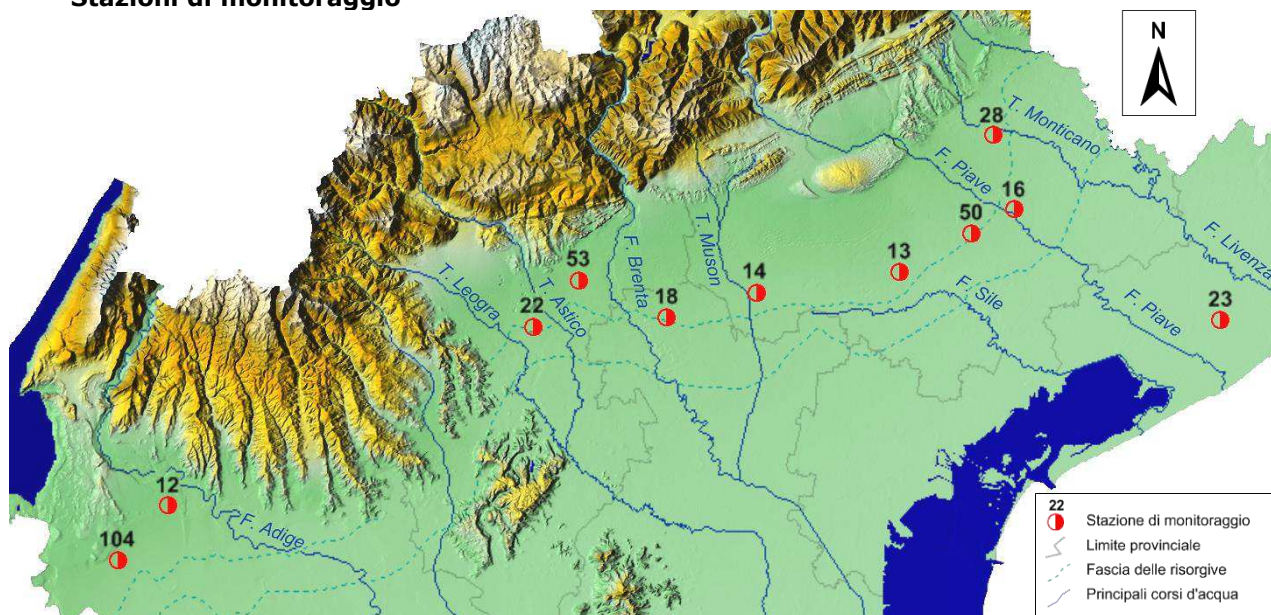 Stazioni di monitoraggio
N
28
T. Monticano
F. Piave
16
50
53
F. Brenta
T. Muson
13
14
F. Livenza
T. Leogra
T. Astico
22
18
F. Sile
F. Piave
23
12
F. Adige
104
22
Stazione di monitoraggio
Limite provinciale
Fascia delle risorgive
Principali corsi d'acqua